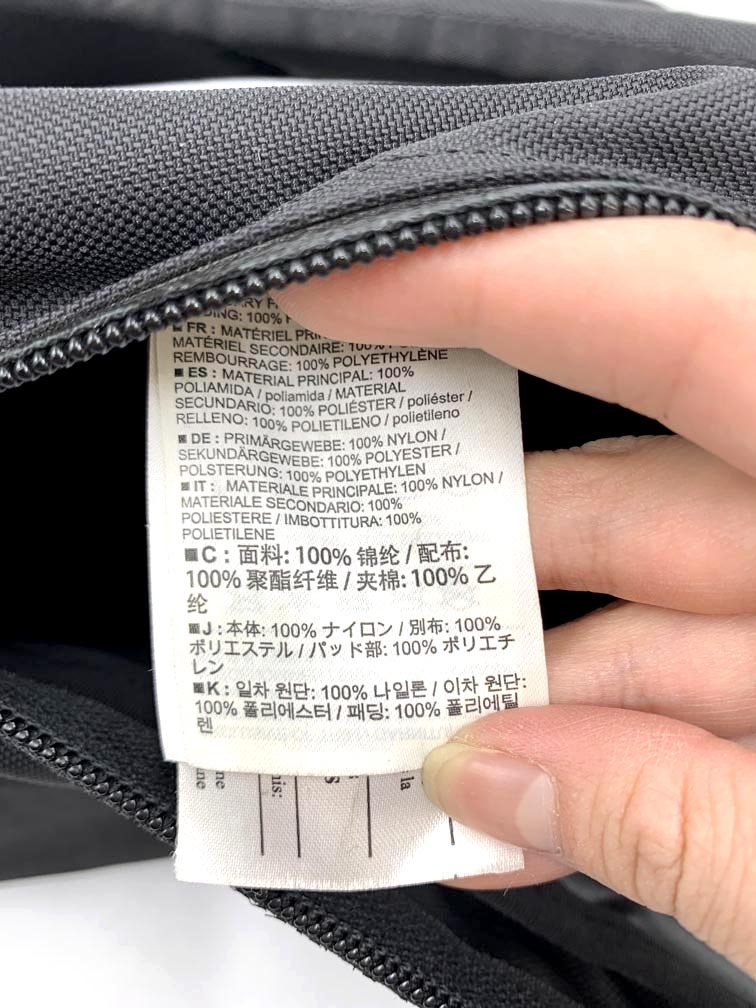 DING: 100%
■ FR : MATÉRIEL
MATÉRIEL SECONDAIRE: 100%
REMBOURRAGE: 100% POLYETHYLÈNE
■ ES : MATERIAL PRINCIPAL: 100%
POLIAMIDA / poliamida / MATERIAL
SECUNDARIO: 100% POLIÉSTER / poliéster /
RELLENO: 100% POLIETILENO / polietileno
■ DE : PRIMÄRGEWEBE: 100% NYLON /
SEKUNDÄRGEWEBE: 100% POLYESTER /
POLSTERUNG: 100% POLYETHYLEN
■ IT : MATERIALE PRINCIPALE: 100% NYLON /
MATERIALE SECONDARIO: 100%
POLIESTERE / IMBOTTITURA: 100%
POLIETILENE
■ C : 面料: 100% 锦纶 / 配布:
100% 聚酯纤维 / 夹棉: 100% 乙
纶
■ J : 本体: 100% ナイロン / 別布: 100%
ポリエステル / パッド部: 100% ポリエチ
レン
■ K : 일차 원단: 100% 나일론 / 이차 원단:
100% 폴리에스터 / 패딩: 100% 폴리에틸
렌